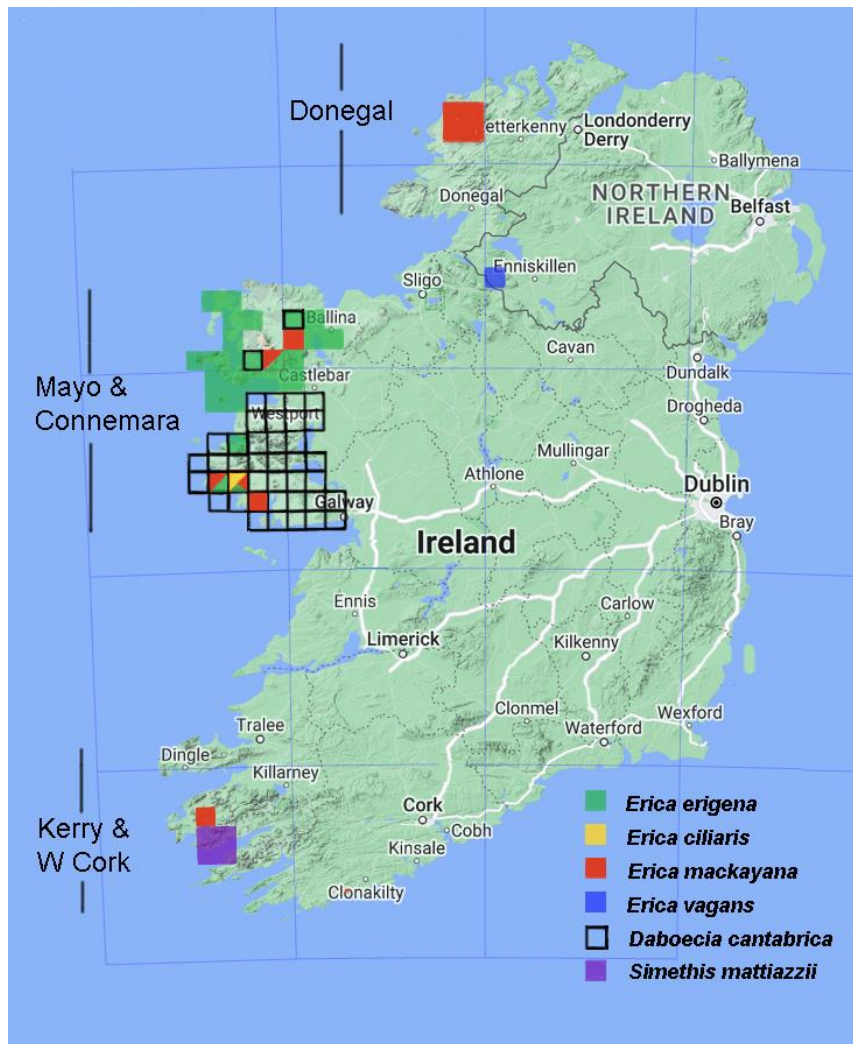 Donegal
etterkenny
Londonderry
Derry
Ballymena
NORTHERN
IRELAND
Belfast
Donegal
Enniskillen
Sligo
Ballina
Cavan
Dundalk
Mayo &
Connemara
Castlebar
Westport
Drogheda
Mullingar
Athlone
Dublin
Galway
Bray
Ireland
Ennis
Carlow
Limerick
Kilkenny
Clonmel
Wexford
Tralee
Waterford
Dingle
Killarney
Kerry &
W Cork
Cork
Cobh
Kinsale
Clonakilty
Erica erigena
Erica ciliaris
Erica mackayana
Erica vagans
Daboecia cantabrica
Simethis mattiazzii